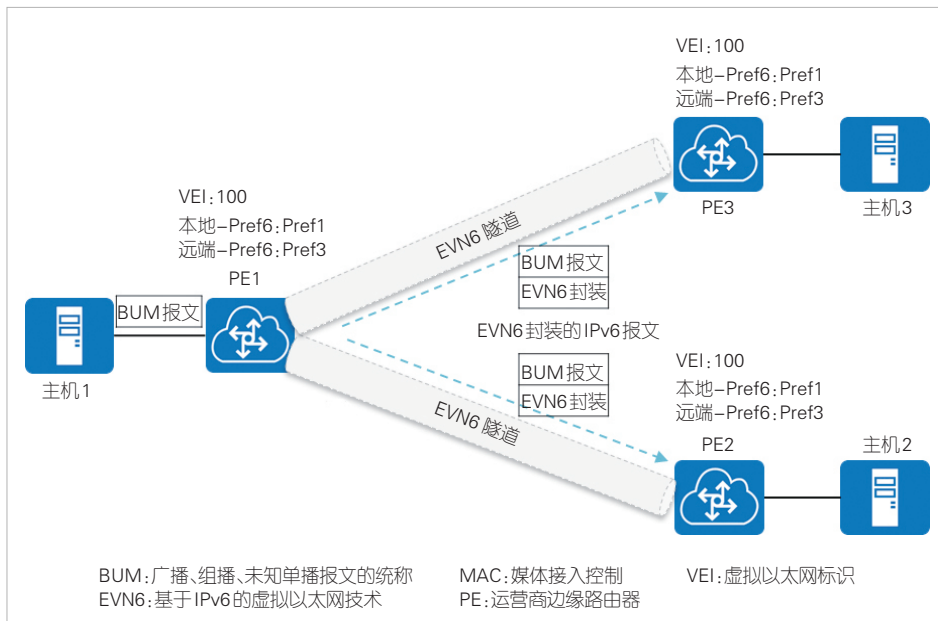 VEI:100
本地-Pref6:Pref1
远端-Pref6:Pref3
PE3
主机3
VEI:100
本地-Pref6:Pref1
远端-Pref6:Pref3
PE1
BUM报文
主机1
EVN6 隧道
BUM报文
EVN6封装
EVN6封装的IPv6报文
BUM报文
EVN6封装
EVN6 隧道
VEI:100
本地-Pref6:Pref1
远端-Pref6:Pref3
PE2
主机2
BUM:广播、组播、未知单播报文的统称
EVN6:基于IPv6的虚拟以太网技术
MAC:媒体接入控制
PE:运营商边缘路由器
VEI:虚拟以太网标识